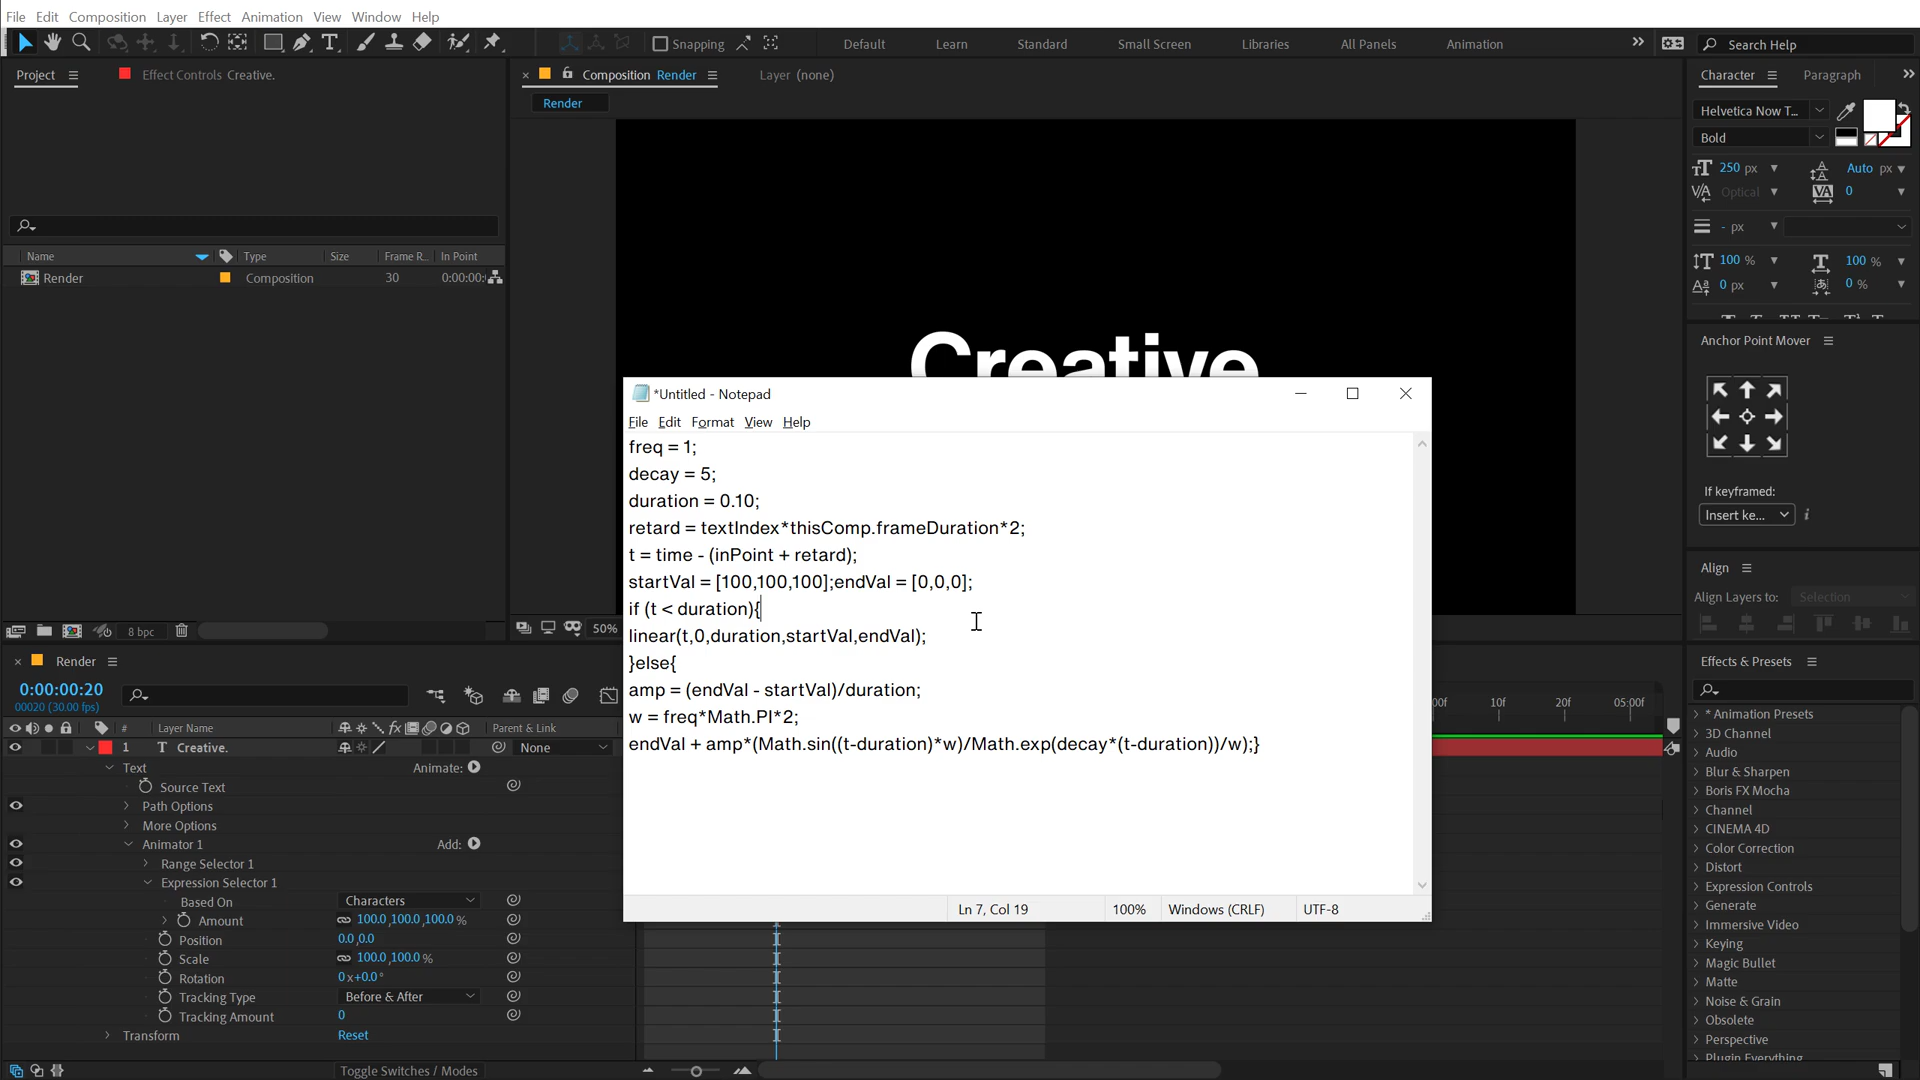 File Edit Composition Layer Effect Animation View Window Help
Snapping
Default Learn Standard Small Screen Libraries All Panels Animation
Search Help
Project
Effect Controls Creative.
Composition Render
Layer (none)
Render
Character Paragraph
Helvetica Now T...
Bold
250 px
Auto px
Optical
0
- px
100 %
100 %
0 px
0 %
Name Type Size Frame R... In Point
Render Composition 30 0:00:00:
Creative
Anchor Point Mover
If keyframed:
Insert ke...
Align
Align Layers to: Selection
8 bpc
50%
*Untitled - Notepad
File Edit Format View Help
freq = 1;
decay = 5;
duration = 0.10;
retard = textIndex*thisComp.frameDuration*2;
t = time - (inPoint + retard);
startVal = [100,100,100];endVal = [0,0,0];
if (t < duration){
linear(t,0,duration,startVal,endVal);
}else{
amp = (endVal - startVal)/duration;
w = freq*Math.PI*2;
endVal + amp*(Math.sin((t-duration)*w)/Math.exp(decay*(t-duration))/w);}
Ln 7, Col 19 100% Windows (CRLF) UTF-8
Render
0:00:00:20
00020 (30.00 fps)
# Layer Name Parent & Link
1 T Creative. None
Text Animate:
Source Text
Path Options
More Options
Animator 1 Add:
Range Selector 1
Expression Selector 1
Based On Characters
Amount 100.0,100.0,100.0 %
Position 0.0,0.0
Scale 100.0,100.0 %
Rotation 0x+0.0°
Tracking Type Before & After
Tracking Amount 0
Transform Reset
Toggle Switches / Modes
00f 10f 20f 05:00f
Effects & Presets
* Animation Presets
3D Channel
Audio
Blur & Sharpen
Boris FX Mocha
Channel
CINEMA 4D
Color Correction
Distort
Expression Controls
Generate
Immersive Video
Keying
Magic Bullet
Matte
Noise & Grain
Obsolete
Perspective
Plugin Everything